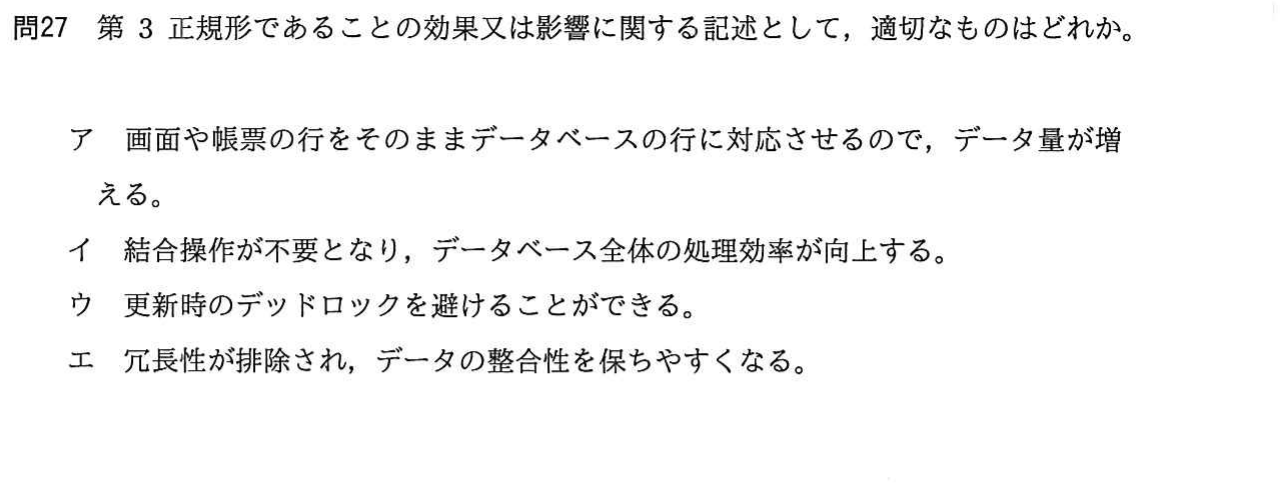 問27 第 3 正規形であることの効果又は影響に関する記述として，適切なものはどれか。
ア 画面や帳票の行をそのままデータベースの行に対応させるので，データ量が増
える。
イ 結合操作が不要となり，データベース全体の処理効率が向上する。
ウ 更新時のデッドロックを避けることができる。
エ 冗長性が排除され，データの整合性を保ちやすくなる。